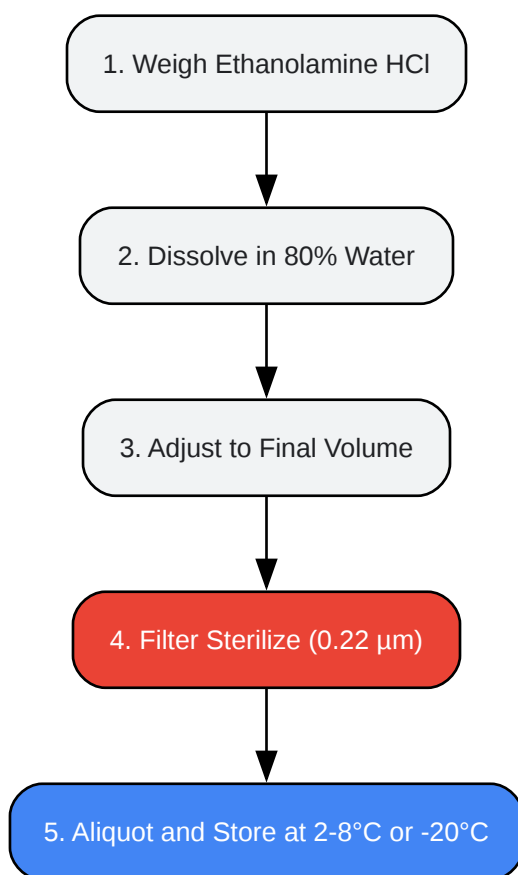 1. Weigh Ethanolamine HCl
2. Dissolve in 80% Water
3. Adjust to Final Volume
4. Filter Sterilize (0.22 µm)
5. Aliquot and Store at 2-8°C or -20°C